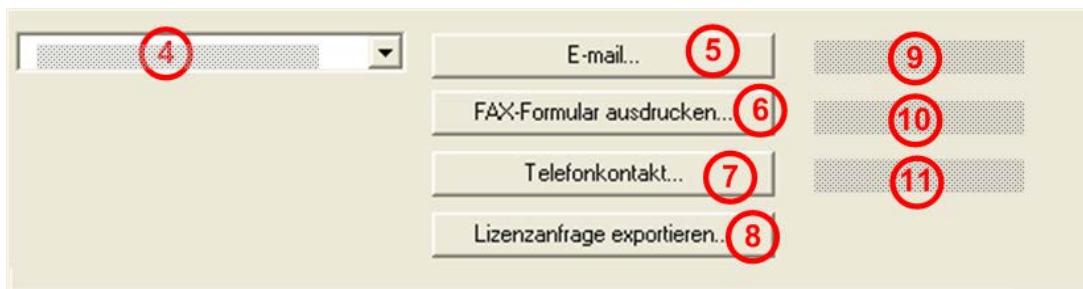 4 E-mail... 5 9
FAX-Formular ausdrucken... 6 10
Telefonkontakt... 7 11
Lizenzanfrage exportieren... 8